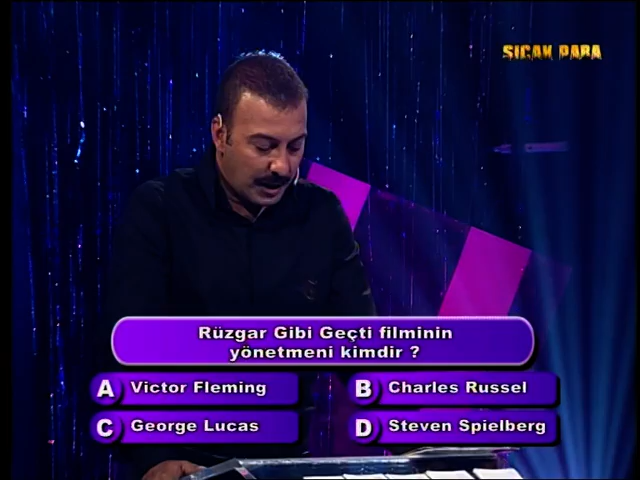 SICAK PARA
Rüzgar Gibi Geçti filminin
yönetmeni kimdir ?
A Victor Fleming
B Charles Russel
C George Lucas
D Steven Spielberg